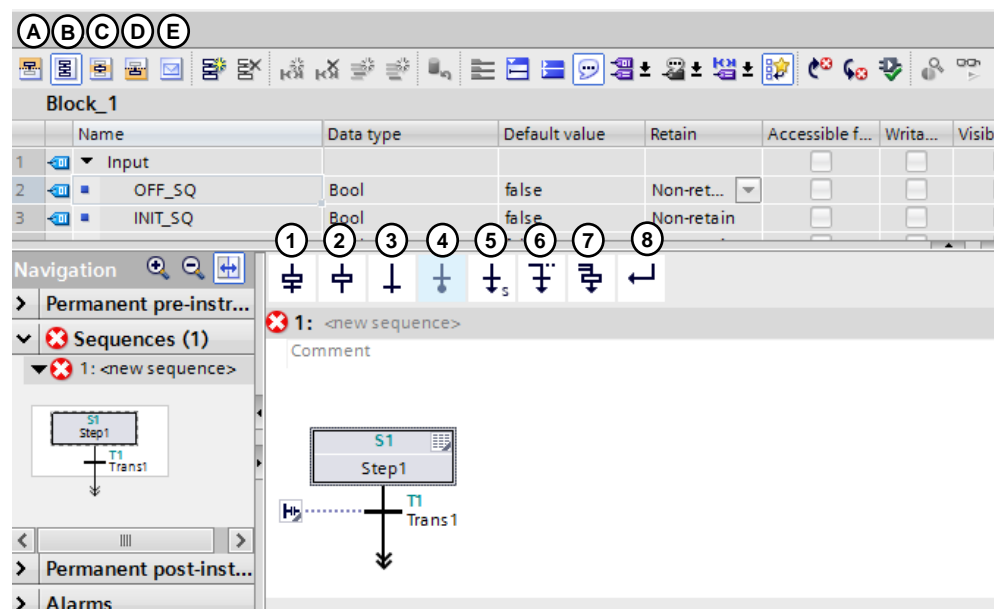 A B C D E
Block_1
Name Data type Default value Retain Accessible f... Writa... Visib
1 Input
2 OFF_SQ Bool false Non-ret...
3 INIT_SQ Bool false Non-retain
1 2 3 4 5 6 7 8
Navigation
S
Permanent pre-instr...
1: <new sequence>
Sequences (1)
Comment
1: <new sequence>
S1
Step1
T1
Trans1
S1
Step1
T1
Trans1
Permanent post-inst...
Alarms